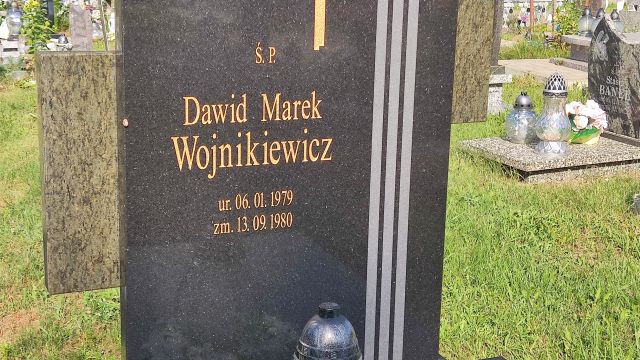 Ś. P.
Dawid Marek
Wojnikiewicz
ur. 06. 01. 1979
zm. 13. 09. 1980